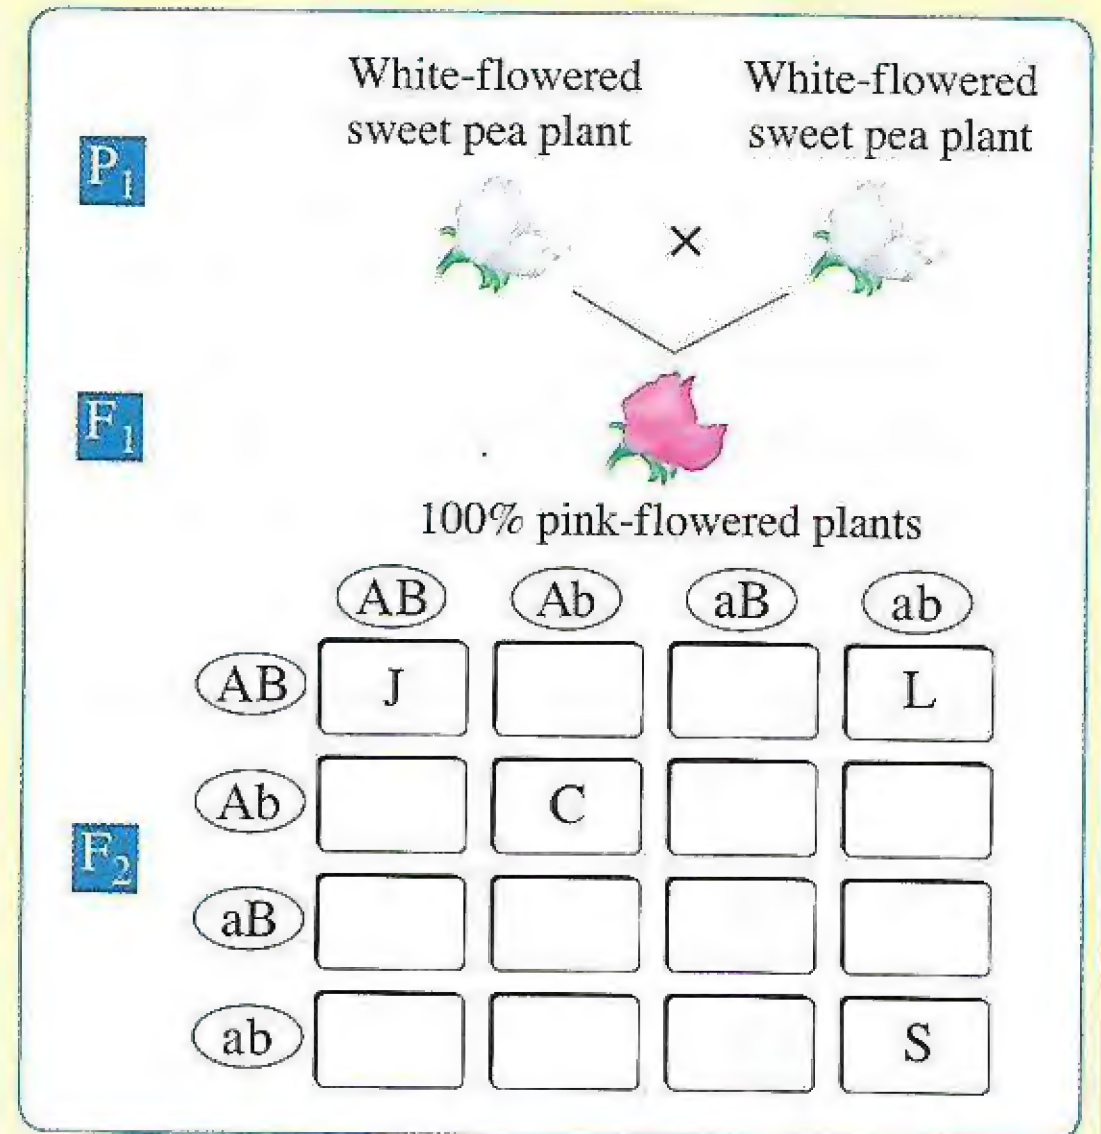 White-flowered White-flowered
sweet pea plant sweet pea plant
P1
×
F1
100% pink-flowered plants
AB Ab aB ab
AB J L
Ab C
F2
aB
ab S